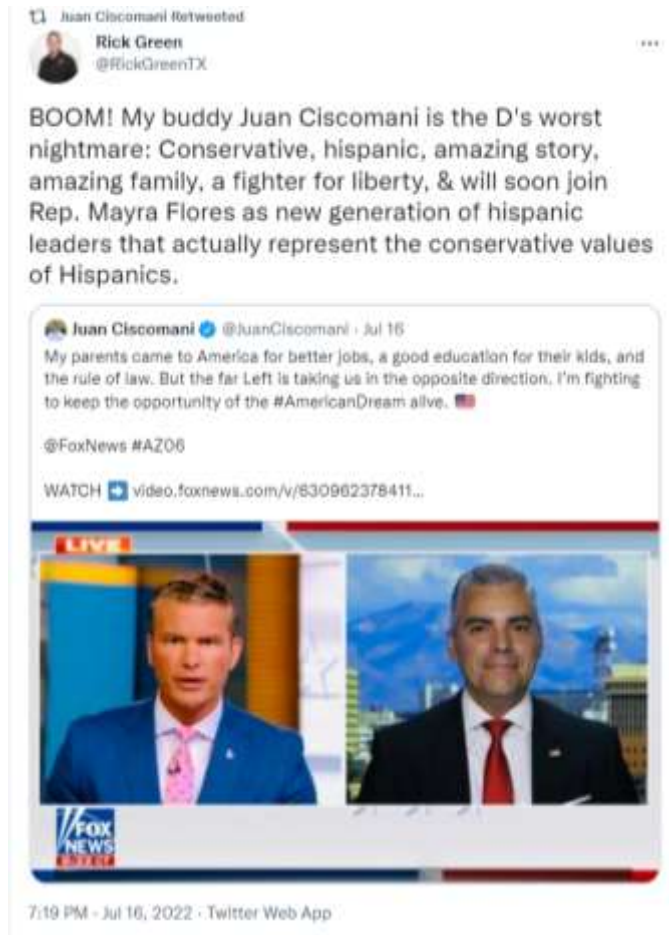 Juan Ciscomani Retweeted
Rick Green
@RickGreenTX
BOOM! My buddy Juan Ciscomani is the D's worst
nightmare: Conservative, hispanic, amazing story,
amazing family, a fighter for liberty, & will soon join
Rep. Mayra Flores as new generation of hispanic
leaders that actually represent the conservative values
of Hispanics.
Juan Ciscomani @JuanCiscomani · Jul 16
My parents came to America for better jobs, a good education for their kids, and
the rule of law. But the far Left is taking us in the opposite direction. I'm fighting
to keep the opportunity of the #AmericanDream alive.
@FoxNews #AZ06
WATCH video.foxnews.com/v/630962378411...
LIVE
FOX
NEWS
7:19 PM · Jul 16, 2022 · Twitter Web App